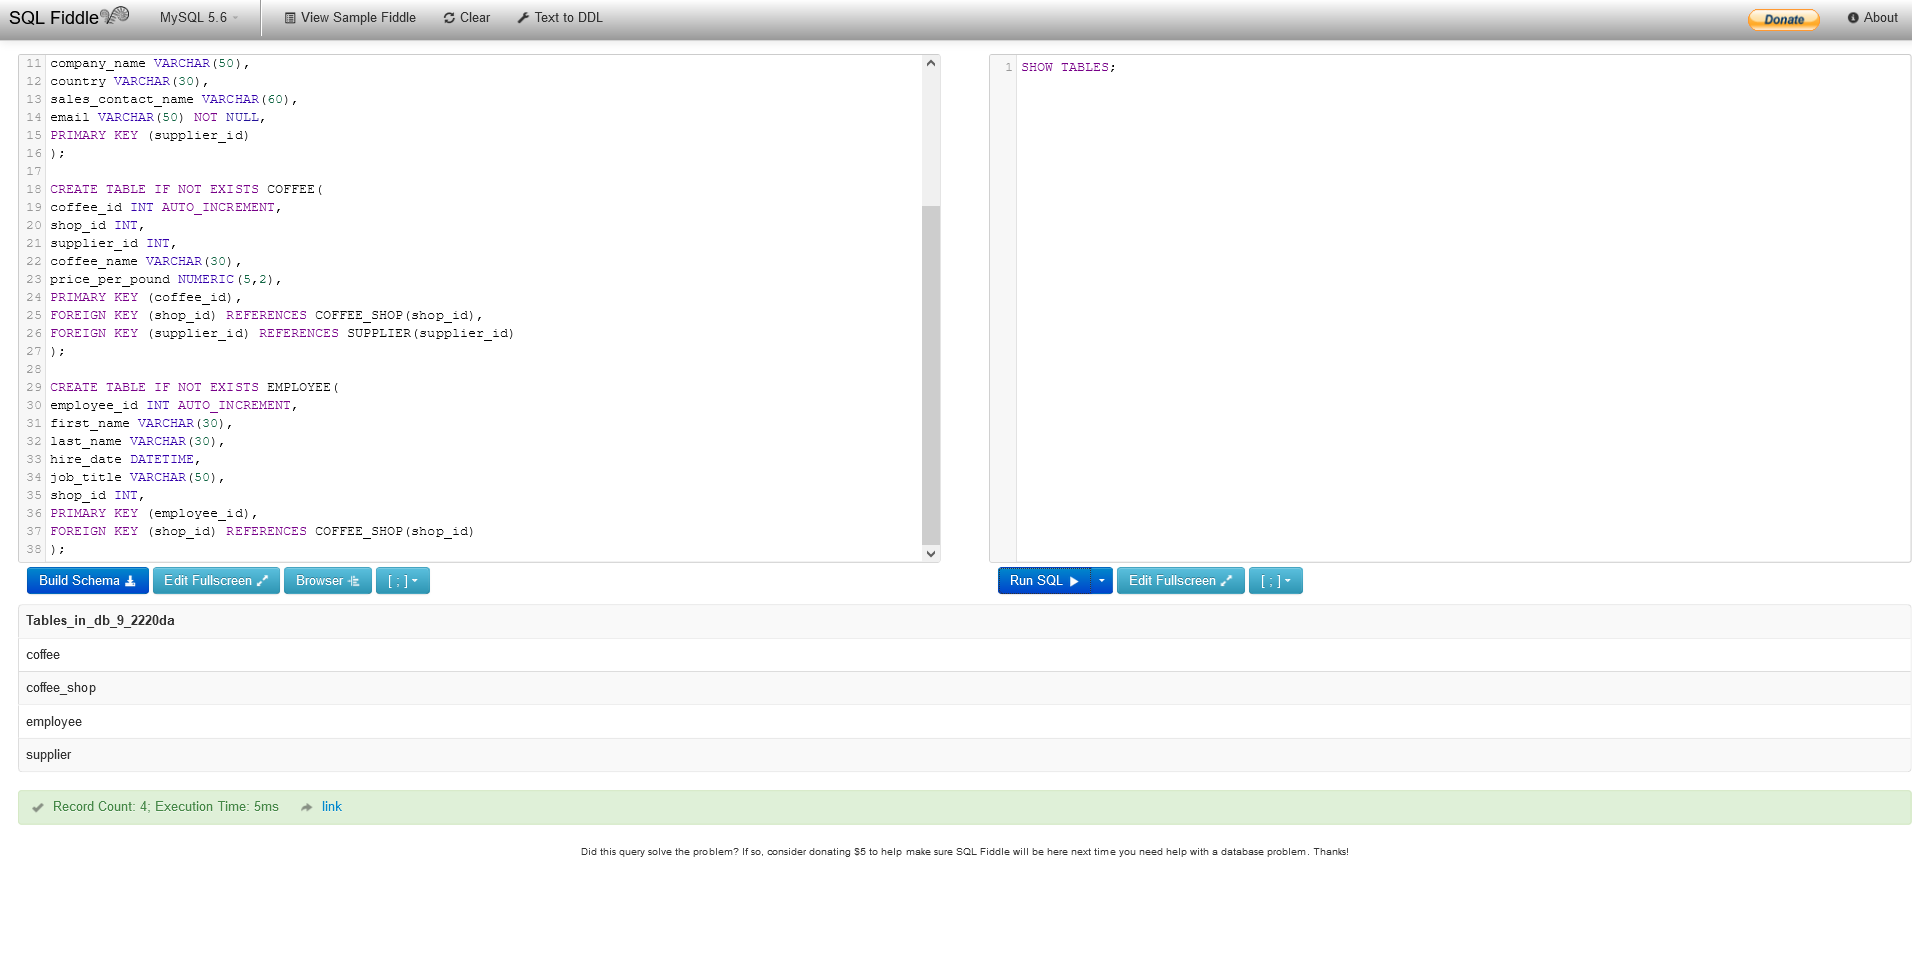 SQL Fiddle MySQL 5.6 View Sample Fiddle Clear Text to DDL Donate About
11 company_name VARCHAR(50),
12 country VARCHAR(30),
13 sales_contact_name VARCHAR(60),
14 email VARCHAR(50) NOT NULL,
15 PRIMARY KEY (supplier_id)
16 );
17
18 CREATE TABLE IF NOT EXISTS COFFEE(
19 coffee_id INT AUTO_INCREMENT,
20 shop_id INT,
21 supplier_id INT,
22 coffee_name VARCHAR(30),
23 price_per_pound NUMERIC(5,2),
24 PRIMARY KEY (coffee_id),
25 FOREIGN KEY (shop_id) REFERENCES COFFEE_SHOP(shop_id),
26 FOREIGN KEY (supplier_id) REFERENCES SUPPLIER(supplier_id)
27 );
28
29 CREATE TABLE IF NOT EXISTS EMPLOYEE(
30 employee_id INT AUTO_INCREMENT,
31 first_name VARCHAR(30),
32 last_name VARCHAR(30),
33 hire_date DATETIME,
34 job_title VARCHAR(50),
35 shop_id INT,
36 PRIMARY KEY (employee_id),
37 FOREIGN KEY (shop_id) REFERENCES COFFEE_SHOP(shop_id)
38 );
Build Schema Edit Fullscreen Browser [ ; ]
1 SHOW TABLES;
Run SQL Edit Fullscreen [ ; ]
Tables_in_db_9_2220da
coffee
coffee_shop
employee
supplier
Record Count: 4; Execution Time: 5ms link
Did this query solve the problem? If so, consider donating $5 to help make sure SQL Fiddle will be here next time you need help with a database problem. Thanks!